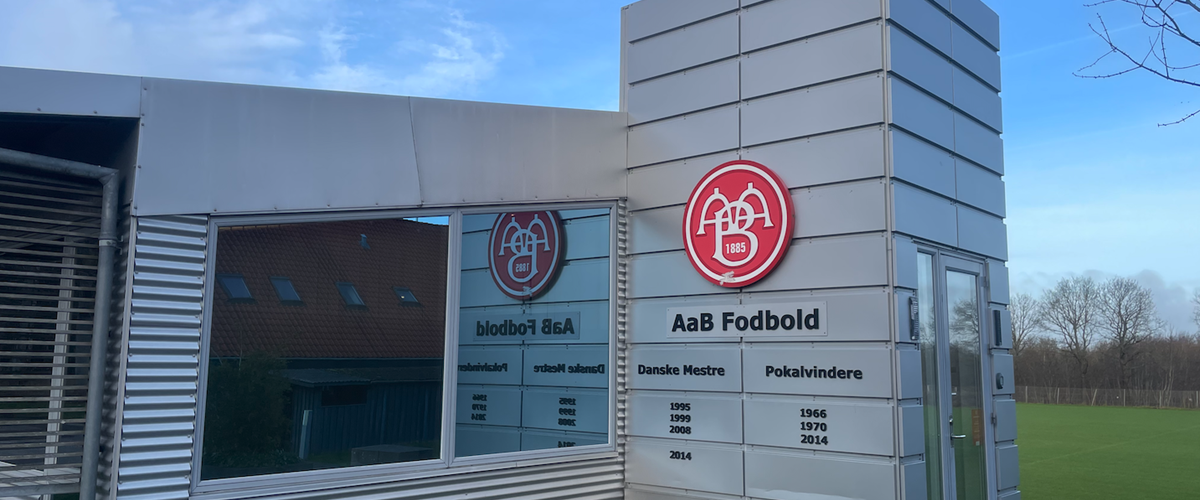 AaB
1885
AaB Fodbold
Danske Mestre
1995
1999
2008
2014
Pokalvindere
1966
1970
2014